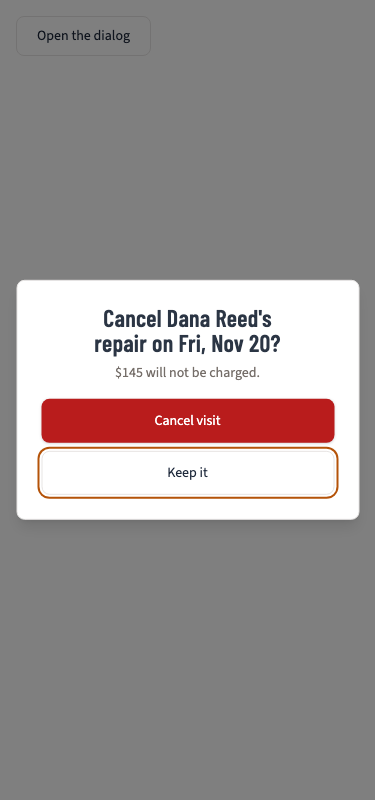 Open the dialog
Cancel Dana Reed's
repair on Fri, Nov 20?
$145 will not be charged.
Cancel visit
Keep it